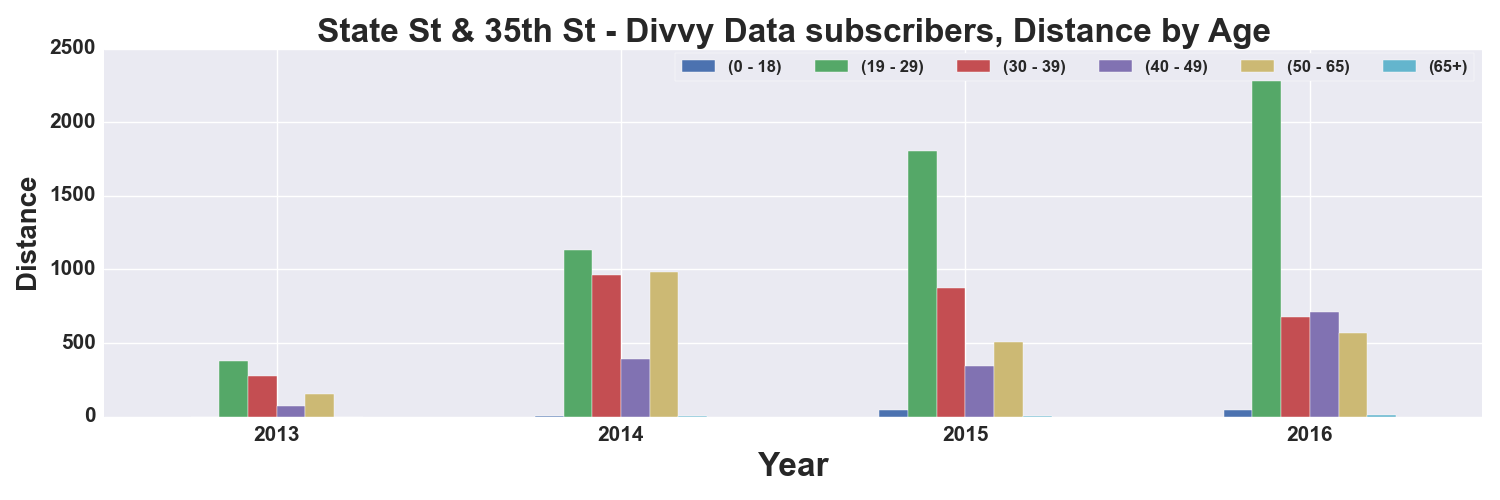 State St & 35th St - Divvy Data subscribers, Distance by Age
(0 - 18) (19 - 29) (30 - 39) (40 - 49) (50 - 65) (65+)
2500
2000
1500
1000
500
0
Distance
2013 2014 2015 2016
Year